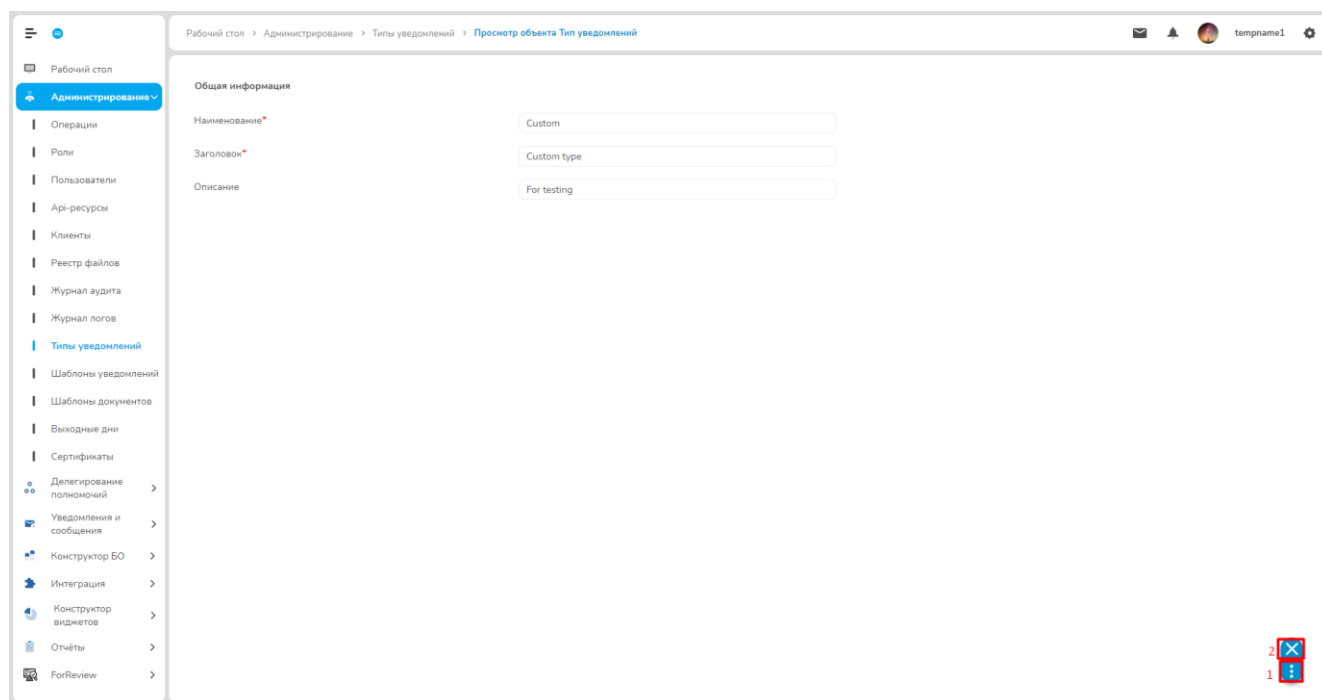 Рабочий стол > Администрирование > Типы уведомлений > Просмотр объекта Тип уведомлений
tempname1
Рабочий стол
Администрирование
Операции
Роли
Пользователи
Api-ресурсы
Клиенты
Реестр файлов
Журнал аудита
Журнал логов
Типы уведомлений
Шаблоны уведомлений
Шаблоны документов
Выходные дни
Сертификаты
Делегирование
полномочий
Уведомления и
сообщения
Конструктор БО
Интеграция
Конструктор
виджетов
Отчёты
ForReview
Общая информация
Наименование* Custom
Заголовок* Custom type
Описание For testing
2
1